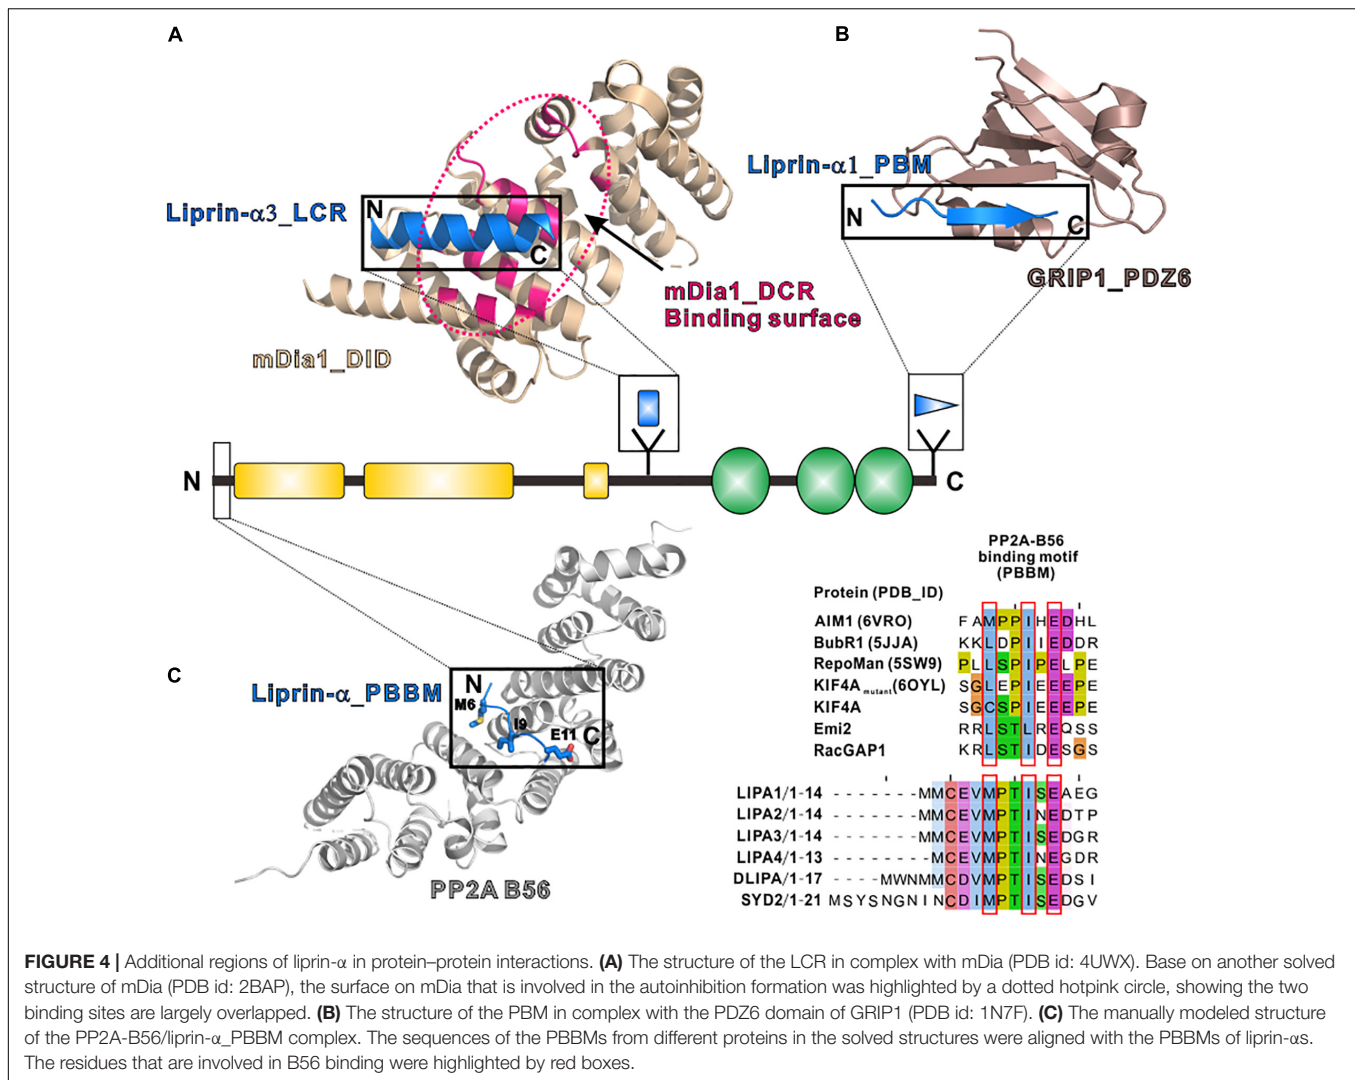 A
B
Liprin-α1_PBM
N
C
GRIP1_PDZ6
Liprin-α3_LCR
N
C
mDia1_DCR
Binding surface
mDia1_DID
N
C
C
Liprin-α_PBBM
N
M6
I9
E11
C
PP2A B56
PP2A-B56
binding motif
(PBBM)
Protein (PDB_ID)
AIM1 (6VRO) F A M P P I H E D H L
BubR1 (5JJA) K K L D P I I E D D R
RepoMan (5SW9) P L L S P I P E L P E
KIF4A mutant (6OYL) S G L E P I E E E P E
KIF4A S G C S P I E E E P E
Emi2 R R L S T L R E Q S S
RacGAP1 K R L S T I D E S G S
LIPA1/1-14 - - - - - - - M M C E V M P T I S E A E G
LIPA2/1-14 - - - - - - - M M C E V M P T I N E D T P
LIPA3/1-14 - - - - - - - M M C E V M P T I S E D G R
LIPA4/1-13 - - - - - - - - M C E V M P T I N E G D R
DLIPA/1-17 - - - - M W N M M C D V M P T I S E D S I
SYD2/1-21 M S Y S N G N I N C D I M P T I S E D G V
FIGURE 4 | Additional regions of liprin-α in protein–protein interactions. (A) The structure of the LCR in complex with mDia (PDB id: 4UWX). Base on another solved
structure of mDia (PDB id: 2BAP), the surface on mDia that is involved in the autoinhibition formation was highlighted by a dotted hotpink circle, showing the two
binding sites are largely overlapped. (B) The structure of the PBM in complex with the PDZ6 domain of GRIP1 (PDB id: 1N7F). (C) The manually modeled structure
of the PP2A-B56/liprin-α_PBBM complex. The sequences of the PBBMs from different proteins in the solved structures were aligned with the PBBMs of liprin-αs.
The residues that are involved in B56 binding were highlighted by red boxes.